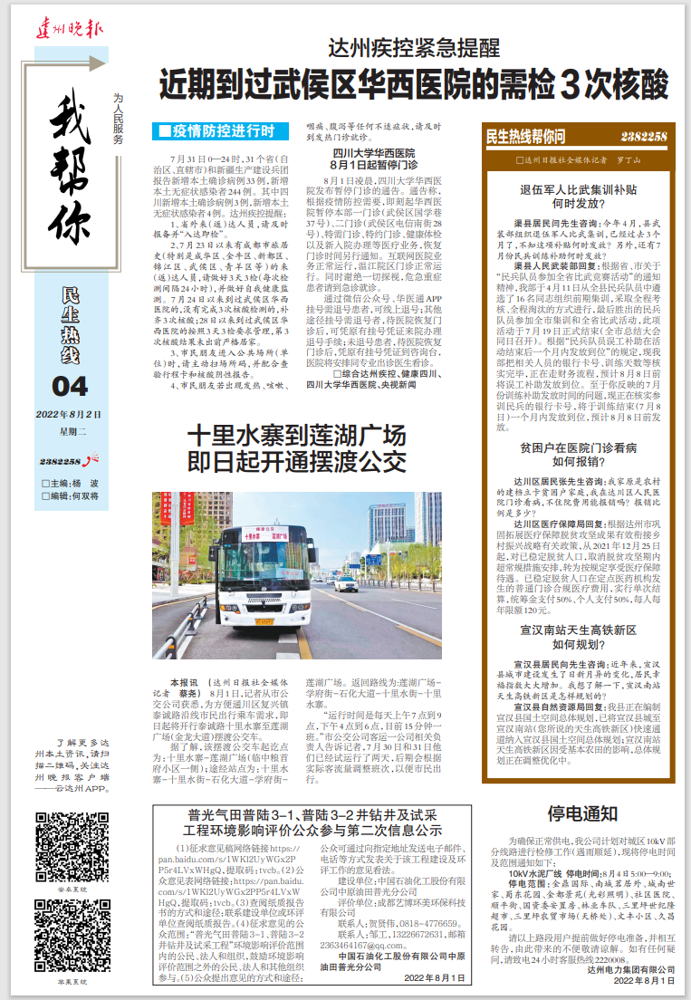 达州晚报
我帮你
为人民服务
民生热线
04
2022年8月2日
星期二
2382258
□主编:杨　波
□编辑:何双将
了解更多达
州本土资讯,请扫
描二维码,关注达
州晚报客户端
——云达州APP。
安卓系统
苹果系统
达州疾控紧急提醒
近期到过武侯区华西医院的需检3次核酸
■疫情防控进行时
7月31日0—24时,31个省(自
治区、直辖市)和新疆生产建设兵团
报告新增本土确诊病例33例,新增
本土无症状感染者244例。其中四
川新增本土确诊病例3例,新增本土
无症状感染者4例。达州疾控提醒:
1、省外来(返)达人员,请及时
报备并“入达即检”。
2、7月23日以来有成都市旅居
史(特别是成华区、金牛区、新都区、
锦江区、武侯区、青羊区等)的来
(返)达人员,请做好3天3检(每次检
测间隔24小时),并做好自我健康监
测。7月24日以来到过武侯区华西
医院的,没有完成3次核酸检测的,补
齐3次核酸;28日以来到过武侯区华
西医院的按照3天3检要求管理,第3
次核酸结果未出前严格居家。
3、市民朋友进入公共场所(单
位)时,请主动扫场所码,并配合查
验行程卡和核酸阴性报告。
4、市民朋友若出现发热、咳嗽、
咽痛、腹泻等任何不适症状,请及时
到发热门诊就诊。
四川大学华西医院
8月1日起暂停门诊
8月1日凌晨,四川大学华西医
院发布暂停门诊的通告。通告称,
根据疫情防控需要,即刻起华西医
院暂停本部一门诊(武侯区国学巷
37号)、二门诊(武侯区电信南街28
号)、特需门诊、特约门诊、健康体检
以及新入院办理等医疗业务,恢复
门诊时间另行通知。互联网医院业
务正常运行,温江院区门诊正常运
行。同时谢绝一切探视,危急重症
患者请到急诊就诊。
通过微信公众号、华医通APP
挂号需退号患者,可线上退号;其他
途径挂号需退号者,待医院恢复门
诊后,可凭原有挂号凭证来院办理
退号手续;未退号患者,待医院恢复
门诊后,凭原有挂号凭证到咨询台,
医院将安排同专业出诊医生看诊。
□综合达州疾控、健康四川、
四川大学华西医院、央视新闻
十里水寨到莲湖广场
即日起开通摆渡公交
十里水寨
莲湖广场
本报讯　(达州日报社全媒体
记者　蔡尧)　8月1日,记者从市公
交公司获悉,为方便通川区复兴镇
泰诚路沿线市民出行乘车需求,即
日起将开行泰诚路十里水寨至莲湖
广场(金龙大道)摆渡公交车。
据了解,该摆渡公交车起讫点
为:十里水寨—莲湖广场(临中粮首
府小区一侧);途经站点为:十里水
寨—十里水街—石化大道—学府街—
莲湖广场。返回路线为:莲湖广场—
学府街—石化大道—十里水街—十里
水寨。
“运行时间是每天上午7点到9
点,下午4点到6点,目前15分钟一
班。”市公交公司客运一公司相关负
责人告诉记者,7月30日和31日他
们已经试运行了两天,后期会根据
实际客流量调整班次,以便市民出
行。
民生热线帮你问　2382258
□达州日报社全媒体记者　罗丁山
退伍军人比武集训补贴
何时发放?
渠县居民闫先生咨询:今年4月,县武
装部组织退伍军人比武集训,已经过去3个
月了,不知这项补贴何时发放?另外,还有7
月份民兵训练补助何时发放?
渠县人民武装部回复:根据省、市关于
“民兵队员参加全省比武竞赛活动”的通知
精神,我部于4月11日从全县民兵队员中遴
选了16名同志组织前期集训,采取全程考
核、全程淘汰的方式进行,最后胜出的民兵
队员参加全市集训和全省比武活动,此项
活动于7月19日正式结束(全市总结大会
同日召开)。根据“民兵队员误工补助在活
动结束后一个月内发放到位”的规定,现我
部把相关人员的银行卡号、训练天数等核
实完毕,正在走财务流程,预计8月8日前
将误工补助发放到位。至于你反映的7月
份训练补助发放时间的问题,现正在核实参
训民兵的银行卡号,将于训练结束(7月8
日)一个月内发放到位,预计8月8日前发
放。
贫困户在医院门诊看病
如何报销?
达川区居民张先生咨询:我家原是农村
的建档立卡贫困户家庭,我在达川区人民医
院门诊看病,不住院费用能报销吗?报销比
例是多少?
达川区医疗保障局回复:根据达州市巩
固拓展医疗保障脱贫攻坚成果有效衔接乡
村振兴战略有关政策,从2021年12月25日
起,对已稳定脱贫人口,取消脱贫攻坚期内
超常规措施安排,转为按规定享受医疗保障
待遇。已稳定脱贫人口在定点医药机构发
生的普通门诊合规医疗费用,实行单次结
算,统筹金支付50%、个人支付50%,每人每
年限额120元。
宣汉南站天生高铁新区
如何规划?
宣汉县居民向先生咨询:近年来,宣汉
县城市建设发生了日新月异的变化,居民幸
福指数大大增加。我想了解一下,宣汉南站
天生高铁新区是怎样规划的?
宣汉县自然资源局回复:我县正在编制
宣汉县国土空间总体规划,已将宣汉县城至
宣汉南站(您所说的天生高铁新区)快速通
道纳入宣汉县国土空间总体规划;宣汉南站
天生高铁新区因受基本农田的影响,总体规
划正在调整优化中。
普光气田普陆3-1、普陆3-2井钻井及试采
工程环境影响评价公众参与第二次信息公示
(1)征求意见稿网络链接https://
pan.baidu.com/s/1WKI2UyWGx2P
P5r4LVxWHgQ,提取码:tvcb。(2)公
众意见表网络链接:https://pan.baidu.
com/s/1WKI2UyWGx2PP5r4LVxW
HgQ,提取码:tvcb。(3)查阅纸质报告
书的方式和途径:联系建设单位或环评
单位查阅纸质报告。(4)征求意见的公
众范围:“普光气田普陆3-1、普陆3-2
井钻井及试采工程”环境影响评价范围
内的公民、法人和组织,鼓励环境影响
评价范围之外的公民、法人和其他组织
参与。(5)公众提出意见的方式和途径:
公众可通过向指定地址发送电子邮件、
电话等方式发表关于该工程建设及环
评工作的意见看法。
建设单位:中国石油化工股份有限
公司中原油田普光分公司
评价单位:成都艺博环美环保科技
有限公司
联系人:贺贤伟,0818-4776659。
联系人:邹工,13226672631,邮箱
2363464167@qq.com。
中国石油化工股份有限公司中原
油田普光分公司
2022年8月1日
停电通知
为确保正常供电,我公司计划对城区10kV部
分线路进行检修工作(遇雨顺延),现将停电时间
及范围通知如下:
10kV水泥厂线　停电时间:8月4日5:00—9:00;
停电范围:金鼎国际、南城茗居外、城南世
家、蜀东花园、金都荟苑(光彩照明)、社区医院、
顺平街、国资委安置房、林业车队、三里坪世纪隆
超市、三里坪农贸市场(天桥处)、文丰小区、久昌
花园。
请以上路段用户提前做好停电准备,并相互
转告,由此带来的不便敬请谅解。如有任何疑
问,请致电24小时客服热线2220008。
达州电力集团有限公司
2022年8月1日